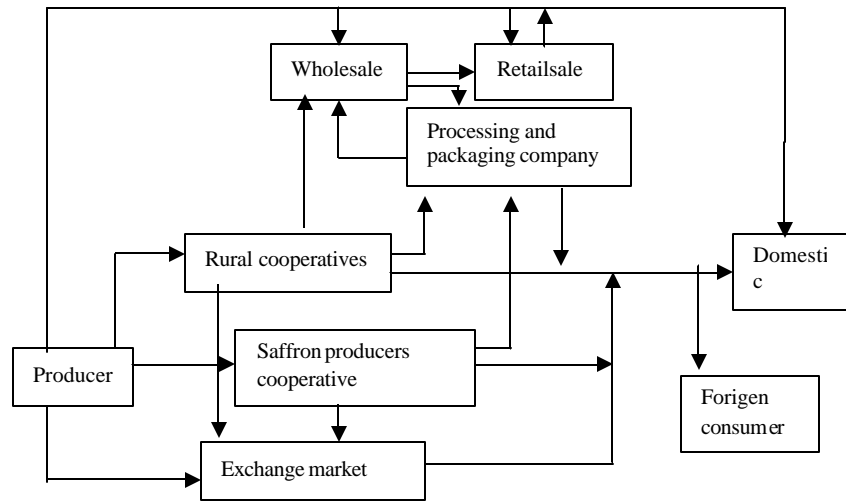 Wholesale
Retailsale
Processing and
packaging company
Rural cooperatives
Domesti
c
Saffron producers
cooperative
Producer
Forigen
consumer
Exchange market